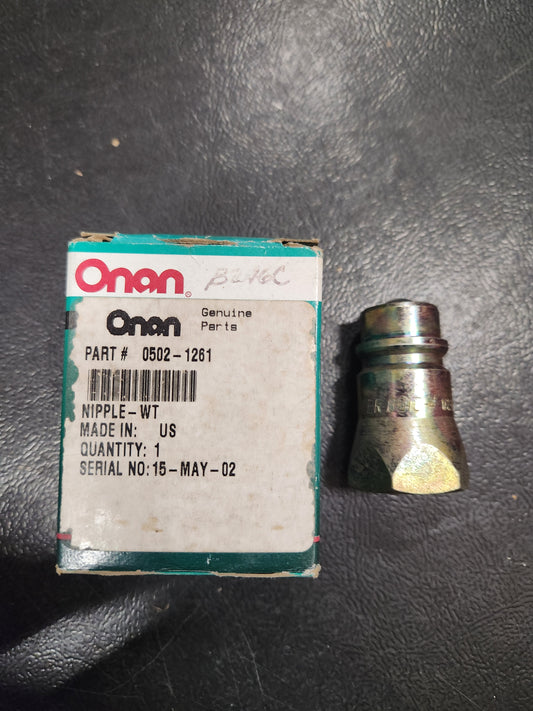 Onan®
B246C
Onan Genuine Parts
PART # 0502-1261
NIPPLE-WT
MADE IN: US
QUANTITY: 1
SERIAL NO:15-MAY-02